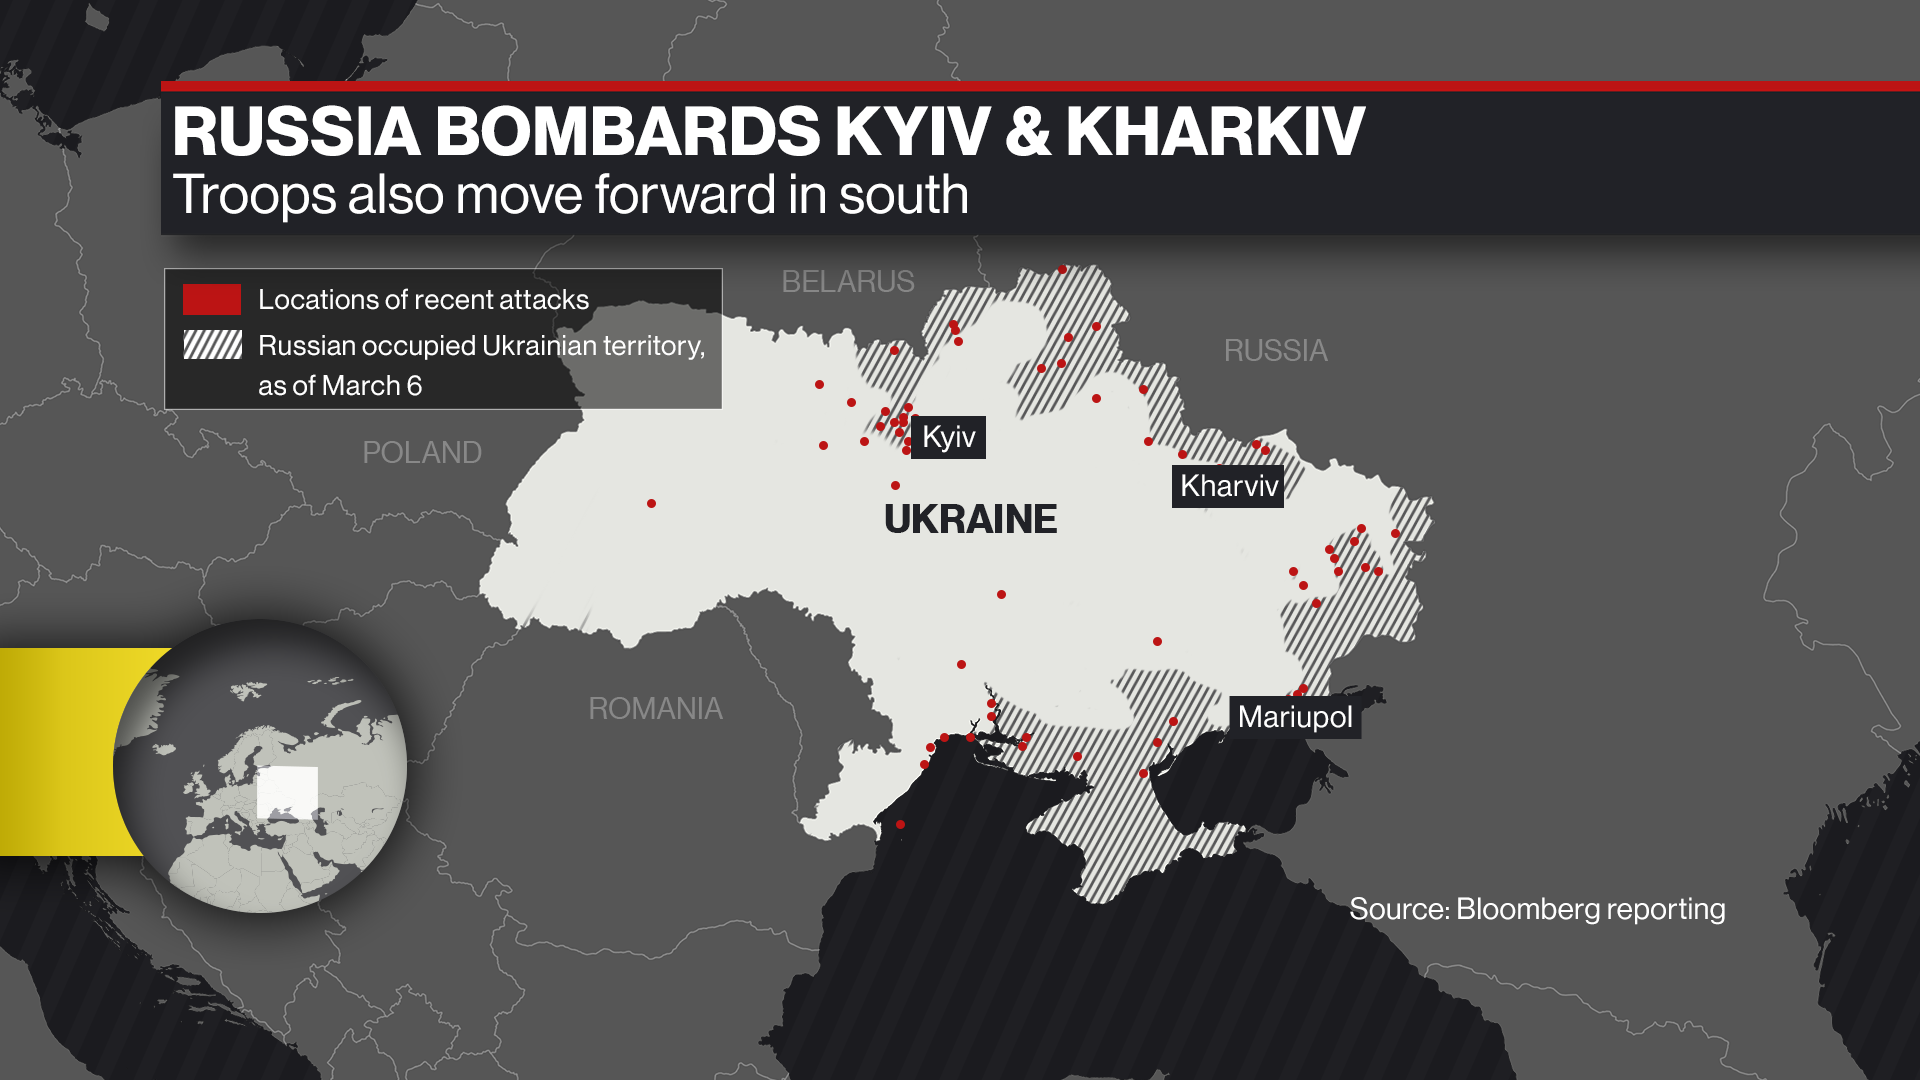 RUSSIA BOMBARDS KYIV & KHARKIV
Troops also move forward in south
Locations of recent attacks
Russian occupied Ukrainian territory,
as of March 6
BELARUS
RUSSIA
POLAND
Kyiv
Kharviv
UKRAINE
ROMANIA
Mariupol
Source: Bloomberg reporting